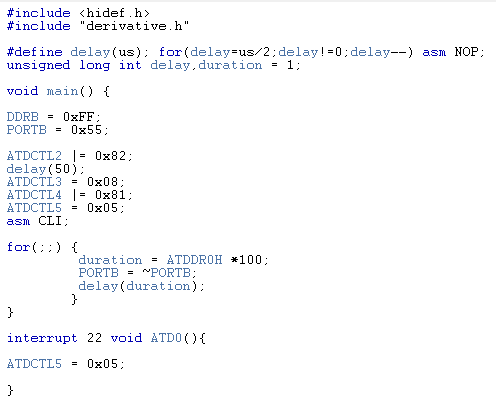 #include <hidef.h>
#include "derivative.h"
#define delay(us); for(delay=us/2;delay!=0;delay--) asm NOP;
unsigned long int delay,duration = 1;
void main() {
DDRB = 0xFF;
PORTB = 0x55;
ATDCTL2 |= 0x82;
delay(50);
ATDCTL3 = 0x08;
ATDCTL4 |= 0x81;
ATDCTL5 = 0x05;
asm CLI;
for(;;) {
duration = ATDDR0H *100;
PORTB = ~PORTB;
delay(duration);
}
}
interrupt 22 void ATD0(){
ATDCTL5 = 0x05;
}